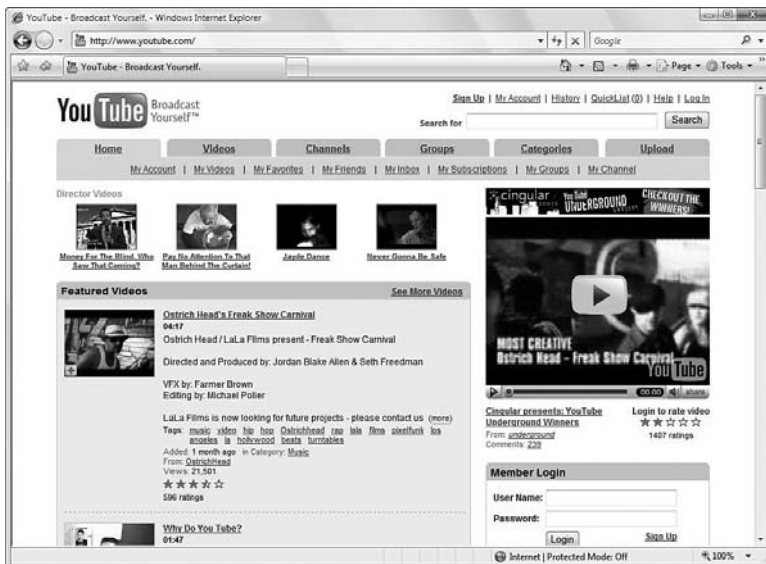 YouTube - Broadcast Yourself. - Windows Internet Explorer
http://www.youtube.com/
Google
YouTube - Broadcast Yourself.
Page
Tools
YouTube Broadcast Yourself™
Sign Up | My Account | History | QuickList (0) | Help | Log In
Search for
Search
Home Videos Channels Groups Categories Upload
My Account | My Videos | My Favorites | My Friends | My Inbox | My Subscriptions | My Groups | My Channel
Director Videos
Money For The Blind, Who Saw That Coming?
Pay No Attention To That Man Behind The Curtain!
Jayde Dance
Never Gonna Be Safe
Featured Videos
See More Videos
Ostrich Head's Freak Show Carnival
04:17
Ostrich Head / LaLa Films present - Freak Show Carnival
Directed and Produced by: Jordan Blake Allen & Seth Freedman
VFX by: Farmer Brown
Editing by: Michael Polier
LaLa Films is now looking for future projects - please contact us (more)
Tags: music video hip hop Ostrichhead rap lala films pixelfunk los
angeles la hollywood beats turntables
Added: 1 month ago in Category: Music
From: OstrichHead
Views: 21,501
596 ratings
Why Do You Tube?
01:47
cingular
YouTube
UNDERGROUND
CHECK OUT THE
WINNERS!
MOST CREATIVE
Ostrich Head - Freak Show Carnival
YouTube
00:00
share
Cingular presents: YouTube
Underground Winners
From: underground
Comments: 239
Login to rate video
1407 ratings
Member Login
User Name:
Password:
Login
Sign Up
Internet | Protected Mode: Off
100%